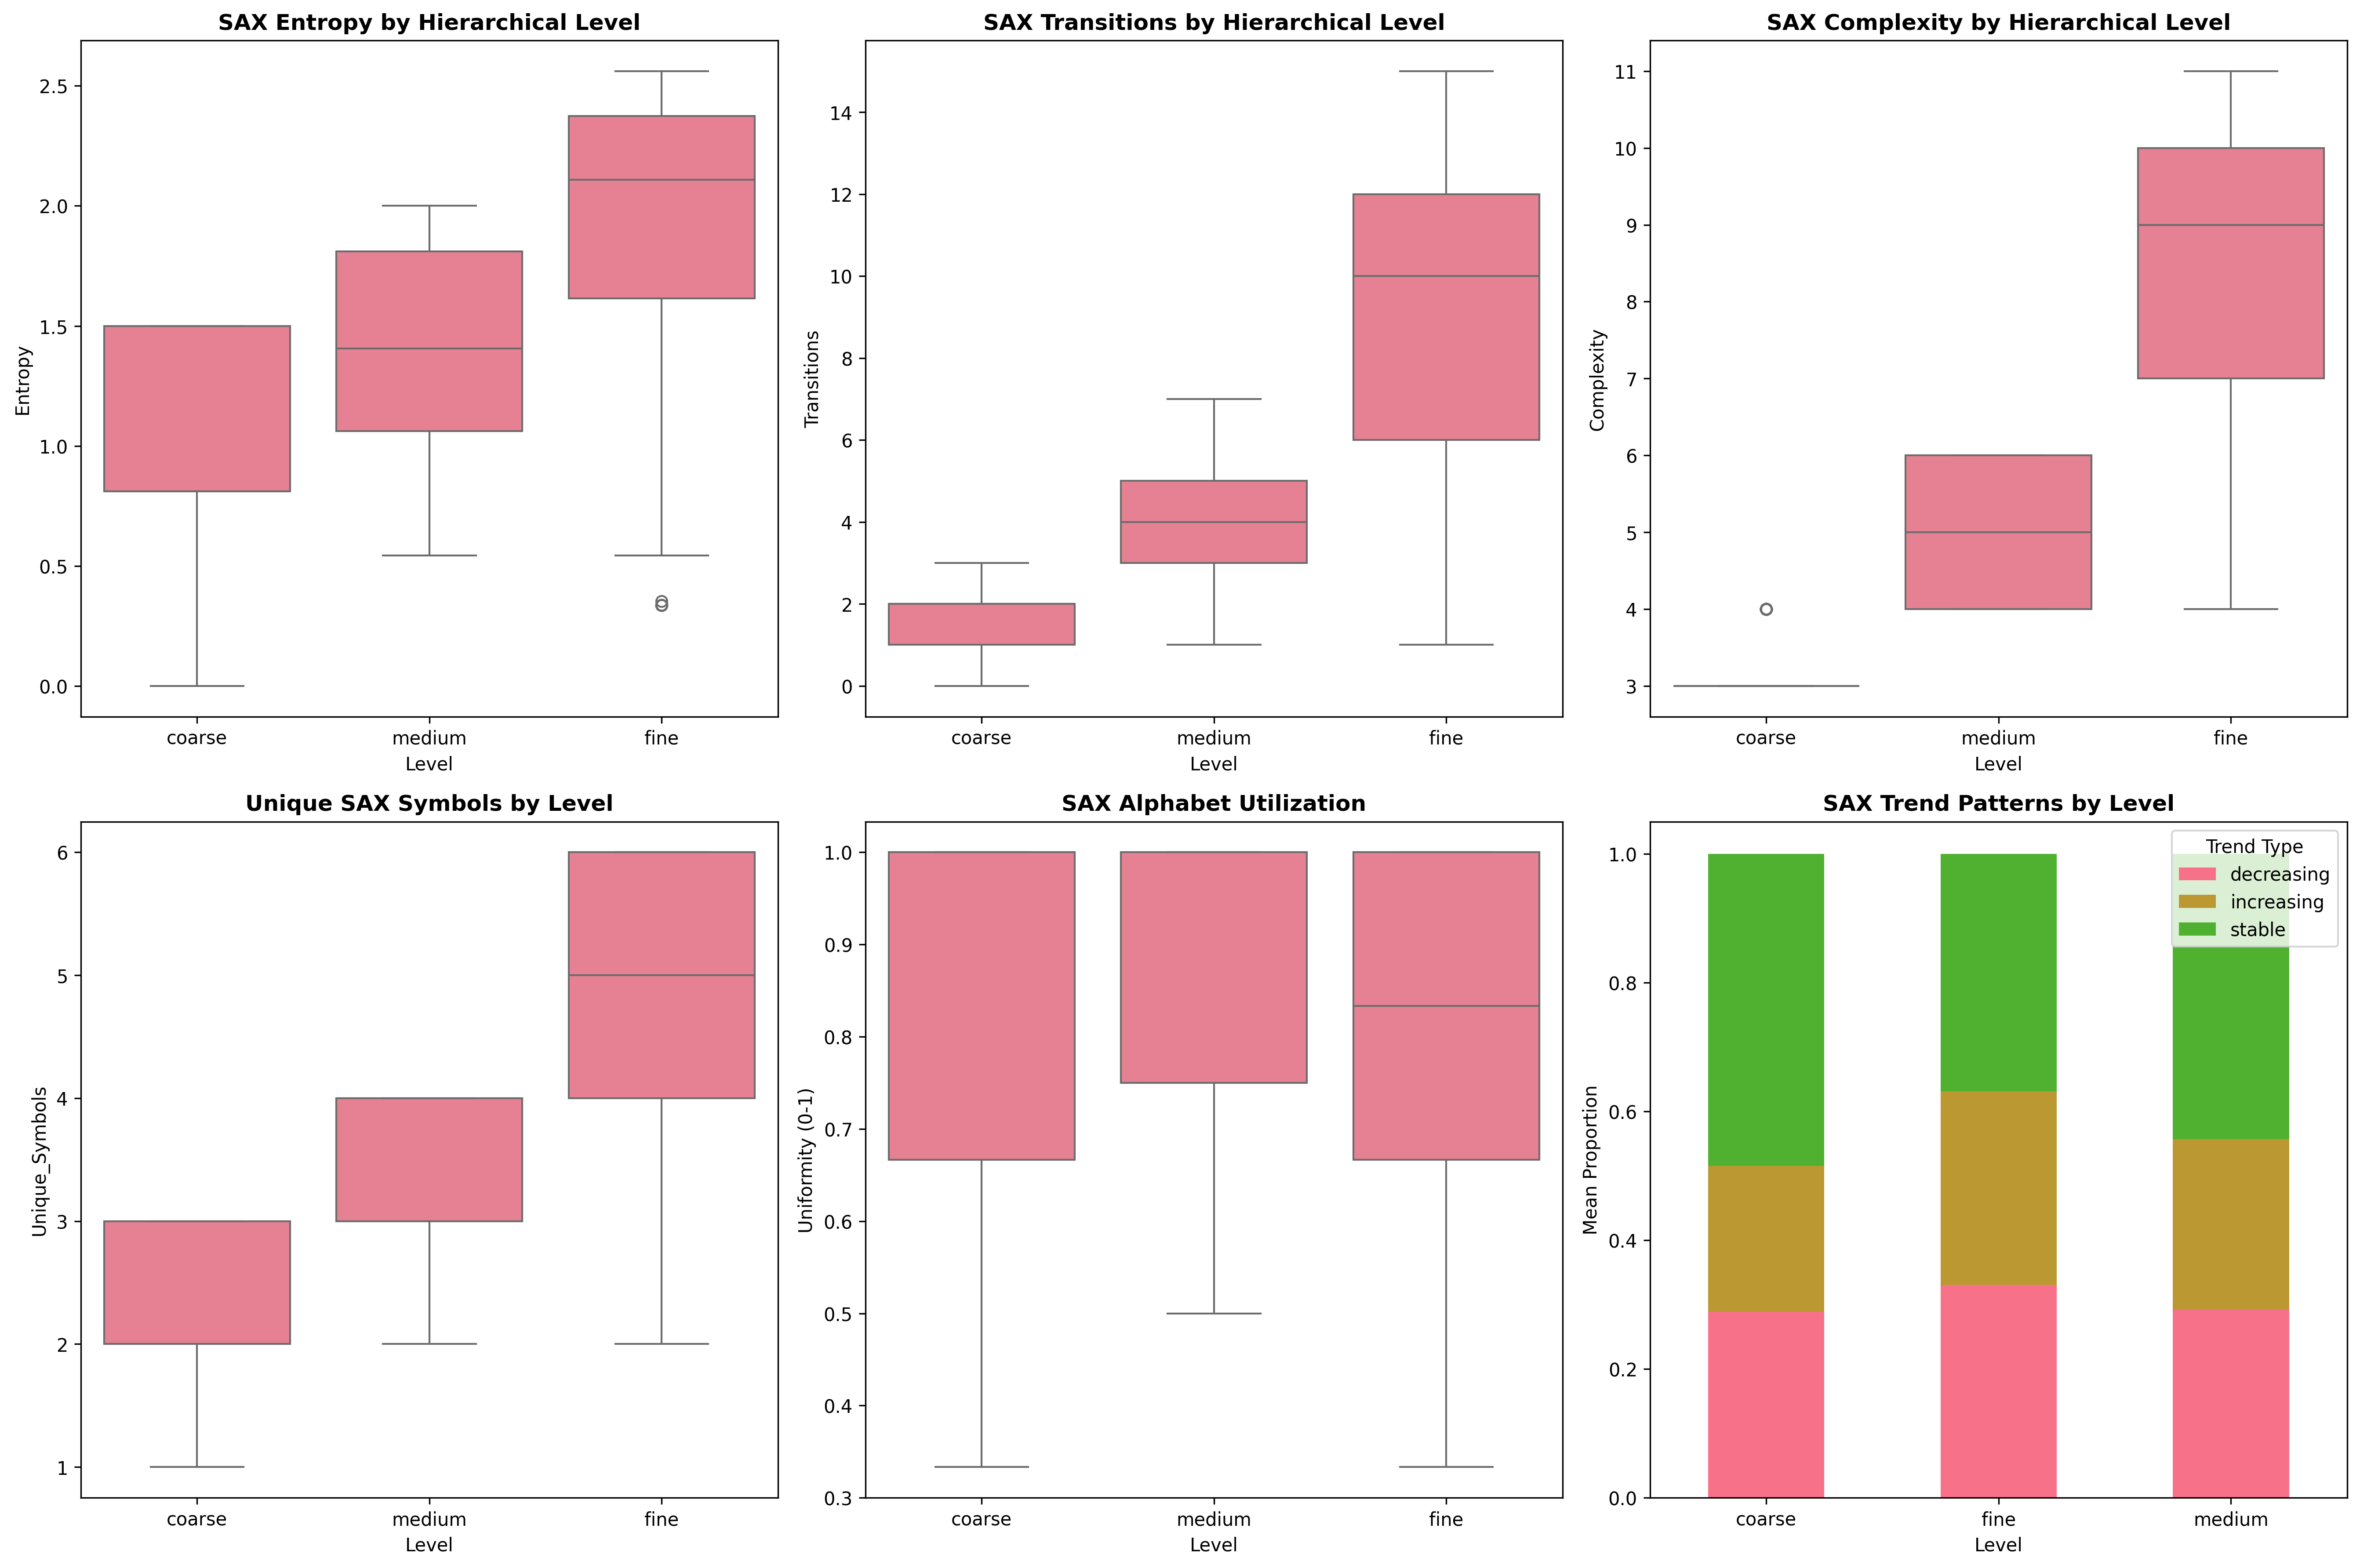 SAX Entropy by Hierarchical Level
Entropy
2.5
2.0
1.5
1.0
0.5
0.0
coarse
medium
fine
Level
SAX Transitions by Hierarchical Level
Transitions
14
12
10
8
6
4
2
0
coarse
medium
fine
Level
SAX Complexity by Hierarchical Level
Complexity
11
10
9
8
7
6
5
4
3
coarse
medium
fine
Level
Unique SAX Symbols by Level
Unique_Symbols
6
5
4
3
2
1
coarse
medium
fine
Level
SAX Alphabet Utilization
Uniformity (0-1)
1.0
0.9
0.8
0.7
0.6
0.5
0.4
0.3
coarse
medium
fine
Level
SAX Trend Patterns by Level
Mean Proportion
1.0
0.8
0.6
0.4
0.2
0.0
Trend Type
decreasing
increasing
stable
coarse
fine
medium
Level